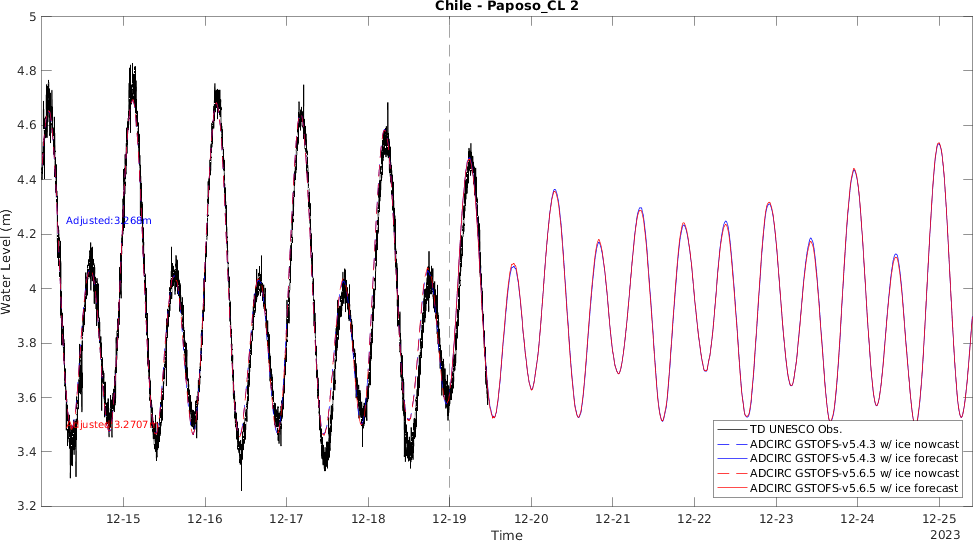 Chile - Paposo_CL 2
5
4.8
4.6
4.4
4.2
4
3.8
3.6
3.4
3.2
Water Level (m)
Adjusted:3.268m
Adjusted:3.2707
12-15
12-16
12-17
12-18
12-19
12-20
12-21
12-22
12-23
12-24
12-25
Time
2023
TD UNESCO Obs.
ADCIRC GSTOFS-v5.4.3 w/ ice nowcast
ADCIRC GSTOFS-v5.4.3 w/ ice forecast
ADCIRC GSTOFS-v5.6.5 w/ ice nowcast
ADCIRC GSTOFS-v5.6.5 w/ ice forecast